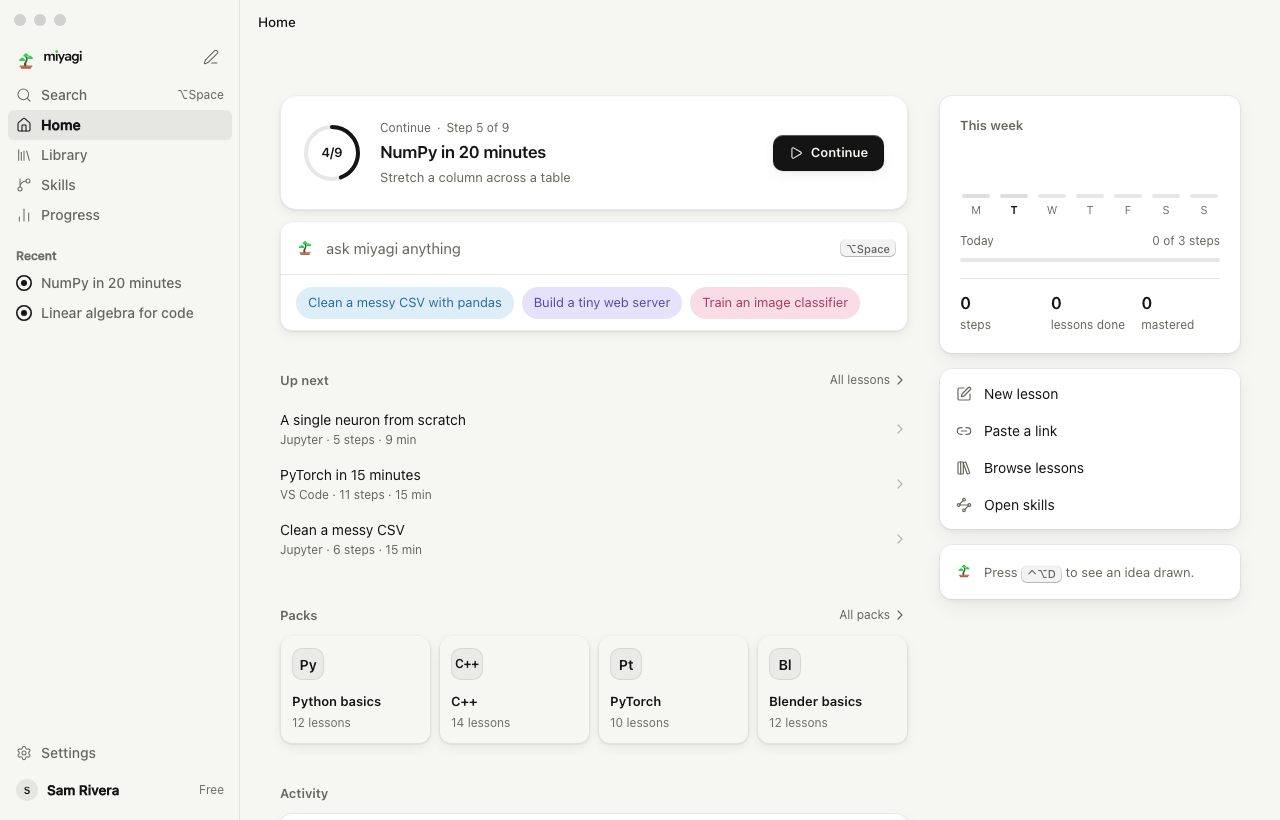 miyagi
Search ⌥Space
Home
Library
Skills
Progress
Recent
NumPy in 20 minutes
Linear algebra for code
Settings
S Sam Rivera Free
Home
4/9
Continue · Step 5 of 9
NumPy in 20 minutes
Stretch a column across a table
Continue
ask miyagi anything ⌥Space
Clean a messy CSV with pandas Build a tiny web server Train an image classifier
Up next All lessons
A single neuron from scratch
Jupyter · 5 steps · 9 min
PyTorch in 15 minutes
VS Code · 11 steps · 15 min
Clean a messy CSV
Jupyter · 6 steps · 15 min
Packs All packs
Py
Python basics
12 lessons
C++
C++
14 lessons
Pt
PyTorch
10 lessons
Bl
Blender basics
12 lessons
Activity
This week
M T W T F S S
Today 0 of 3 steps
0 0 0
steps lessons done mastered
New lesson
Paste a link
Browse lessons
Open skills
Press ⌃⌥D to see an idea drawn.